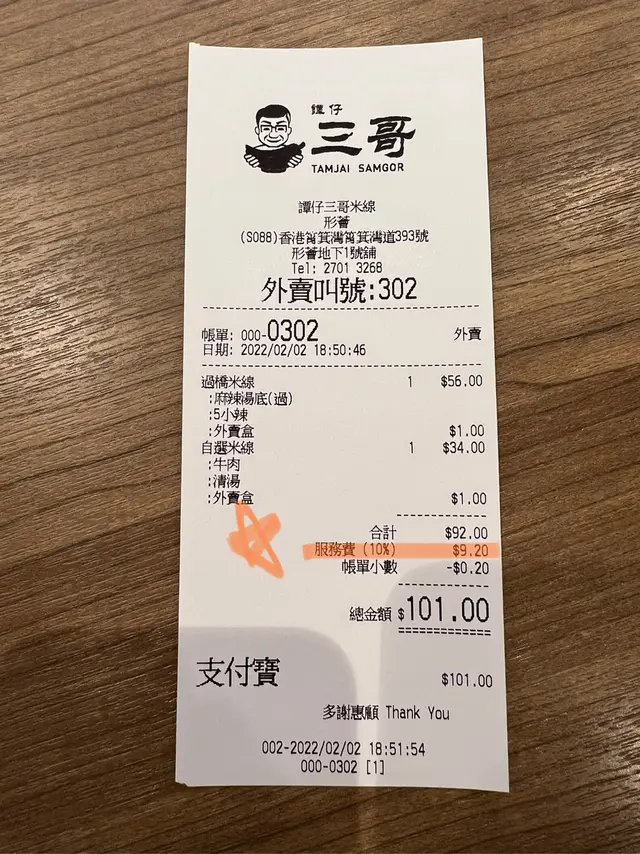 譚仔
三哥
TAMJAI SAMGOR
譚仔三哥米線
形薈
(S088)香港筲箕灣筲箕灣道393號
形薈地下1號舖
Tel: 2701 3268
外賣叫號:302
帳單: 000-0302 外賣
日期: 2022/02/02 18:50:46
過橋米線 1 $56.00
:麻辣湯底(過)
:5小辣
:外賣盒 $1.00
自選米線 1 $34.00
:牛肉
:清湯
:外賣盒 $1.00
合計 $92.00
服務費 (10%) $9.20
帳單小數 -$0.20
總金額 $101.00
支付寶 $101.00
多謝惠顧 Thank You
002-2022/02/02 18:51:54
000-0302 [1]